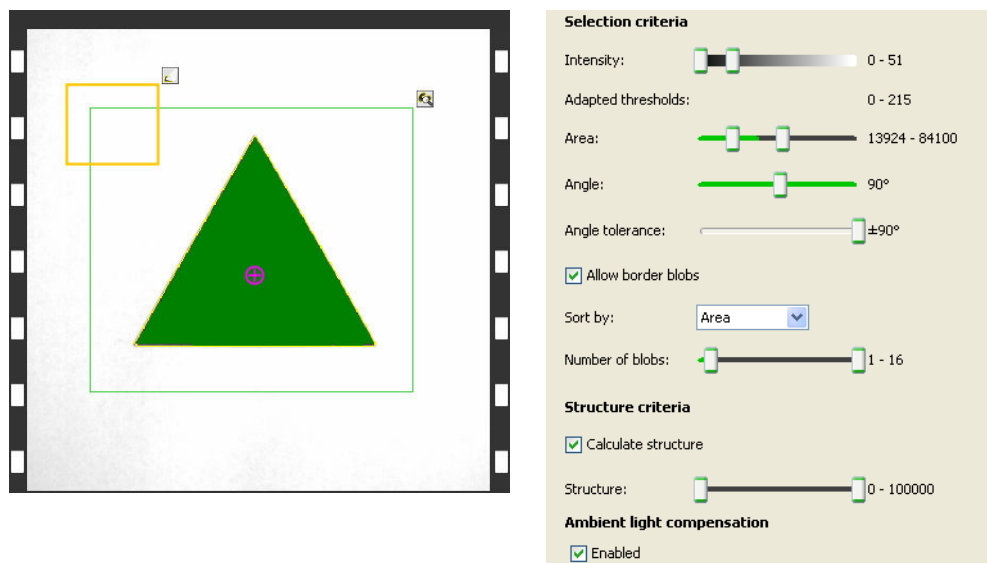 Selection criteria
Intensity: 0 - 51
Adapted thresholds: 0 - 215
Area: 13924 - 84100
Angle: 90°
Angle tolerance: ±90°
Allow border blobs
Sort by: Area
Number of blobs: 1 - 16
Structure criteria
Calculate structure
Structure: 0 - 100000
Ambient light compensation
Enabled